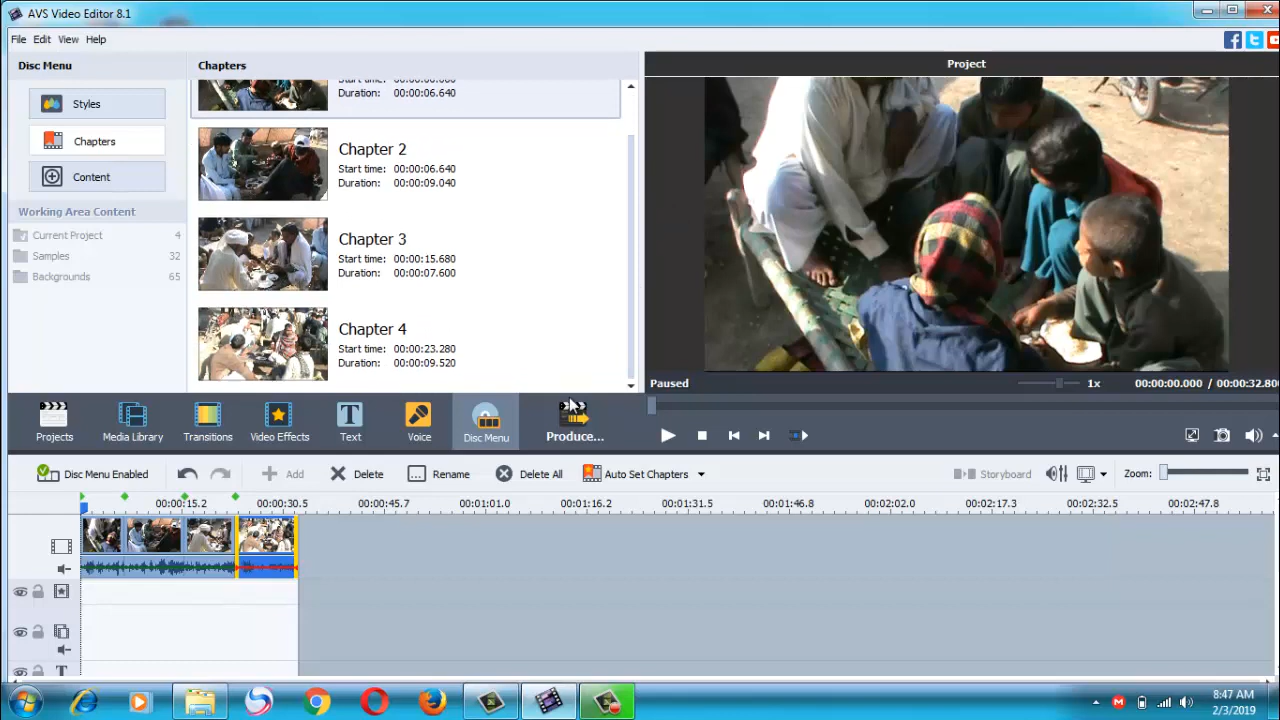 AVS Video Editor 8.1
File Edit View Help
Disc Menu
Chapters
Project
Styles
Chapters
Content
Working Area Content
Current Project 4
Samples 32
Backgrounds 65
Duration: 00:00:06.640
Chapter 2
Start time: 00:00:06.640
Duration: 00:00:09.040
Chapter 3
Start time: 00:00:15.680
Duration: 00:00:07.600
Chapter 4
Start time: 00:00:23.280
Duration: 00:00:09.520
Paused
1x
00:00:00.000 / 00:00:32.800
Projects
Media Library
Transitions
Video Effects
Text
Voice
Disc Menu
Produce...
Disc Menu Enabled
Add
Delete
Rename
Delete All
Auto Set Chapters
Storyboard
Zoom:
00:00:15.2 00:00:30.5 00:00:45.7 00:01:01.0 00:01:16.2 00:01:31.5 00:01:46.8 00:02:02.0 00:02:17.3 00:02:32.5 00:02:47.8
8:47 AM
2/3/2019